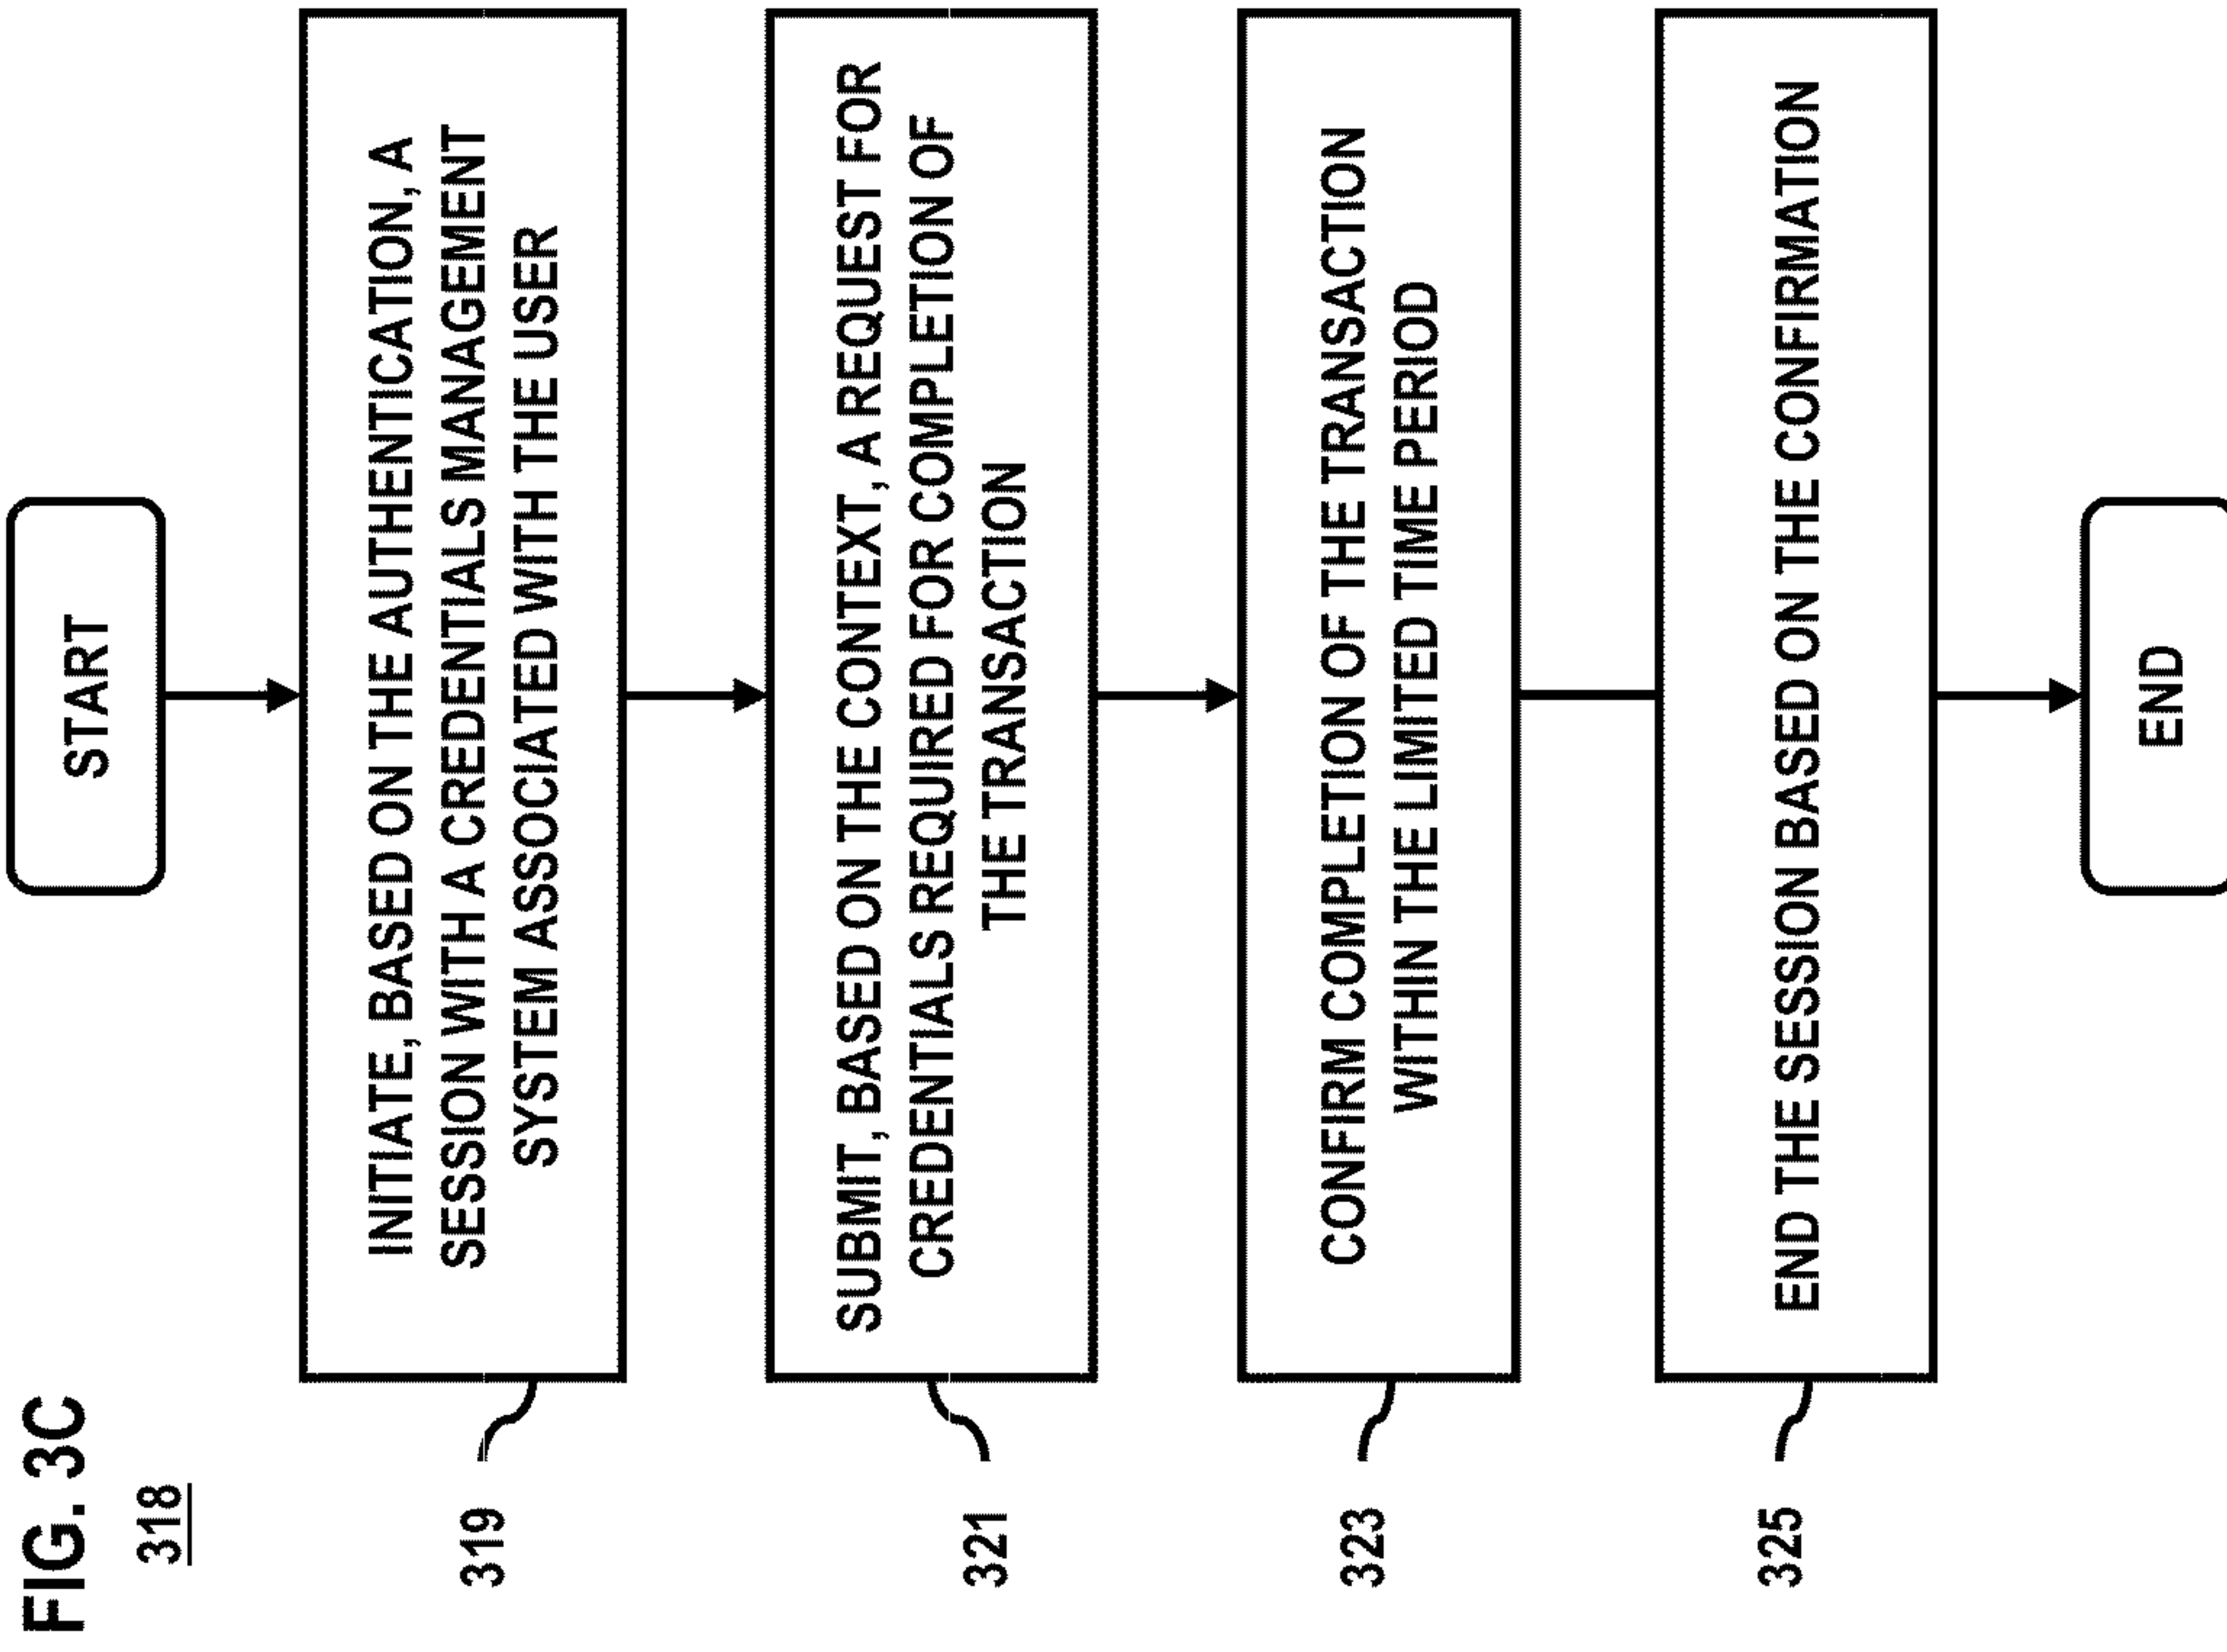 FIG. 3C
318
START
319
INITIATE, BASED ON THE AUTHENTICATION, A
SESSION WITH A CREDENTIALS MANAGEMENT
SYSTEM ASSOCIATED WITH THE USER
321
SUBMIT, BASED ON THE CONTEXT, A REQUEST FOR
CREDENTIALS REQUIRED FOR COMPLETION OF
THE TRANSACTION
323
CONFIRM COMPLETION OF THE TRANSACTION
WITHIN THE LIMITED TIME PERIOD
325
END THE SESSION BASED ON THE CONFIRMATION
END